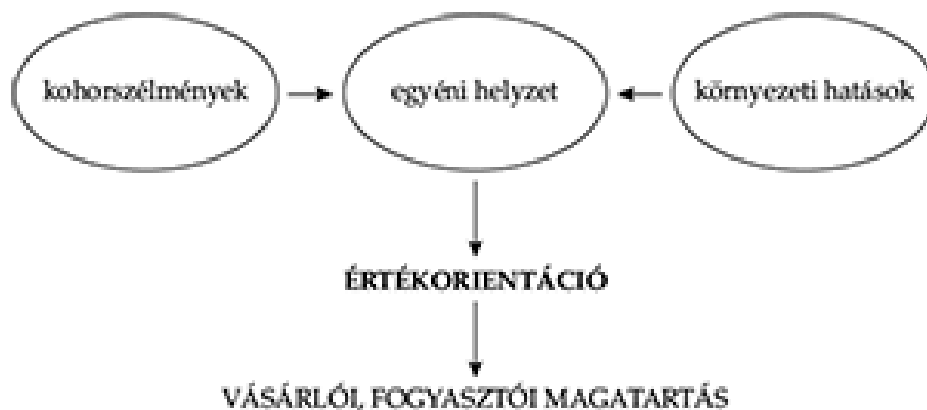 kohorszélmények
egyéni helyzet
környezeti hatások
ÉRTÉKORIENTÁCIÓ
VÁSÁRLÓI, FOGYASZTÓI MAGATARTÁS